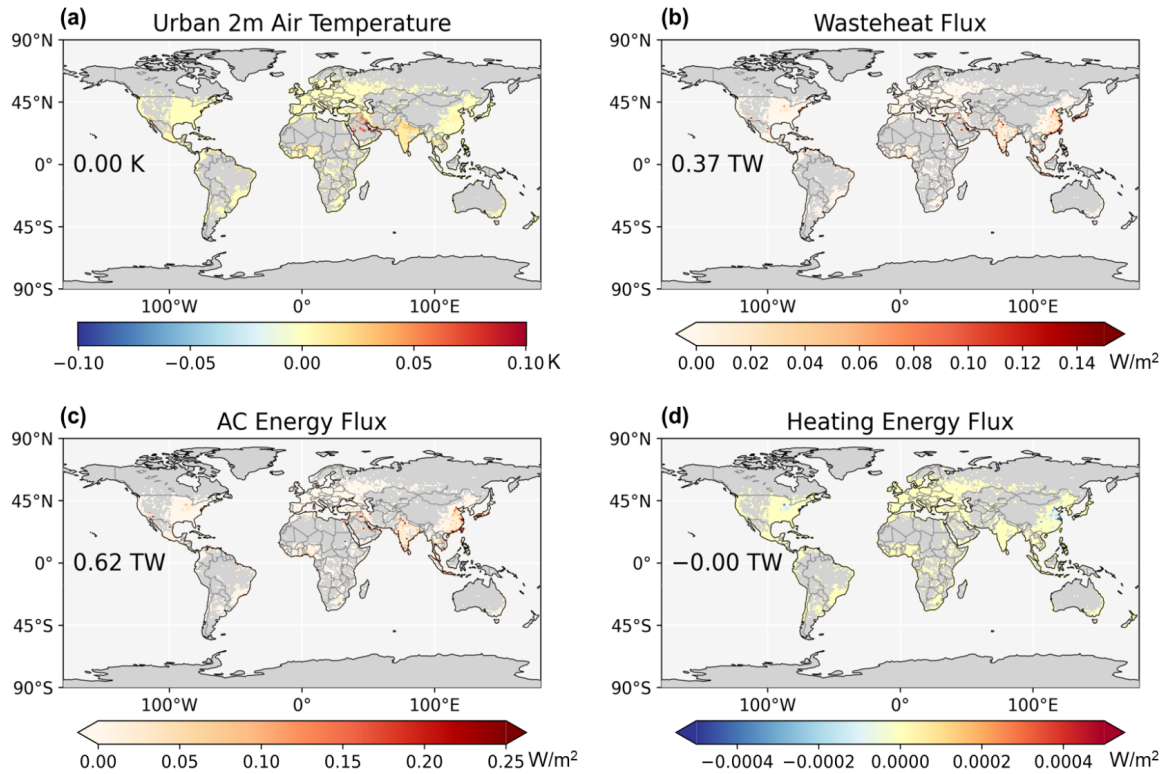 (a)
Urban 2m Air Temperature
90°N
45°N
0°
45°S
90°S
0.00 K
100°W
0°
100°E
−0.10
−0.05
0.00
0.05
0.10 K
(b)
Wasteheat Flux
90°N
45°N
0°
45°S
90°S
0.37 TW
100°W
0°
100°E
0.00
0.02
0.04
0.06
0.08
0.10
0.12
0.14
W/m²
(c)
AC Energy Flux
90°N
45°N
0°
45°S
90°S
0.62 TW
100°W
0°
100°E
0.00
0.05
0.10
0.15
0.20
0.25
W/m²
(d)
Heating Energy Flux
90°N
45°N
0°
45°S
90°S
−0.00 TW
100°W
0°
100°E
−0.0004
−0.0002
0.0000
0.0002
0.0004
W/m²